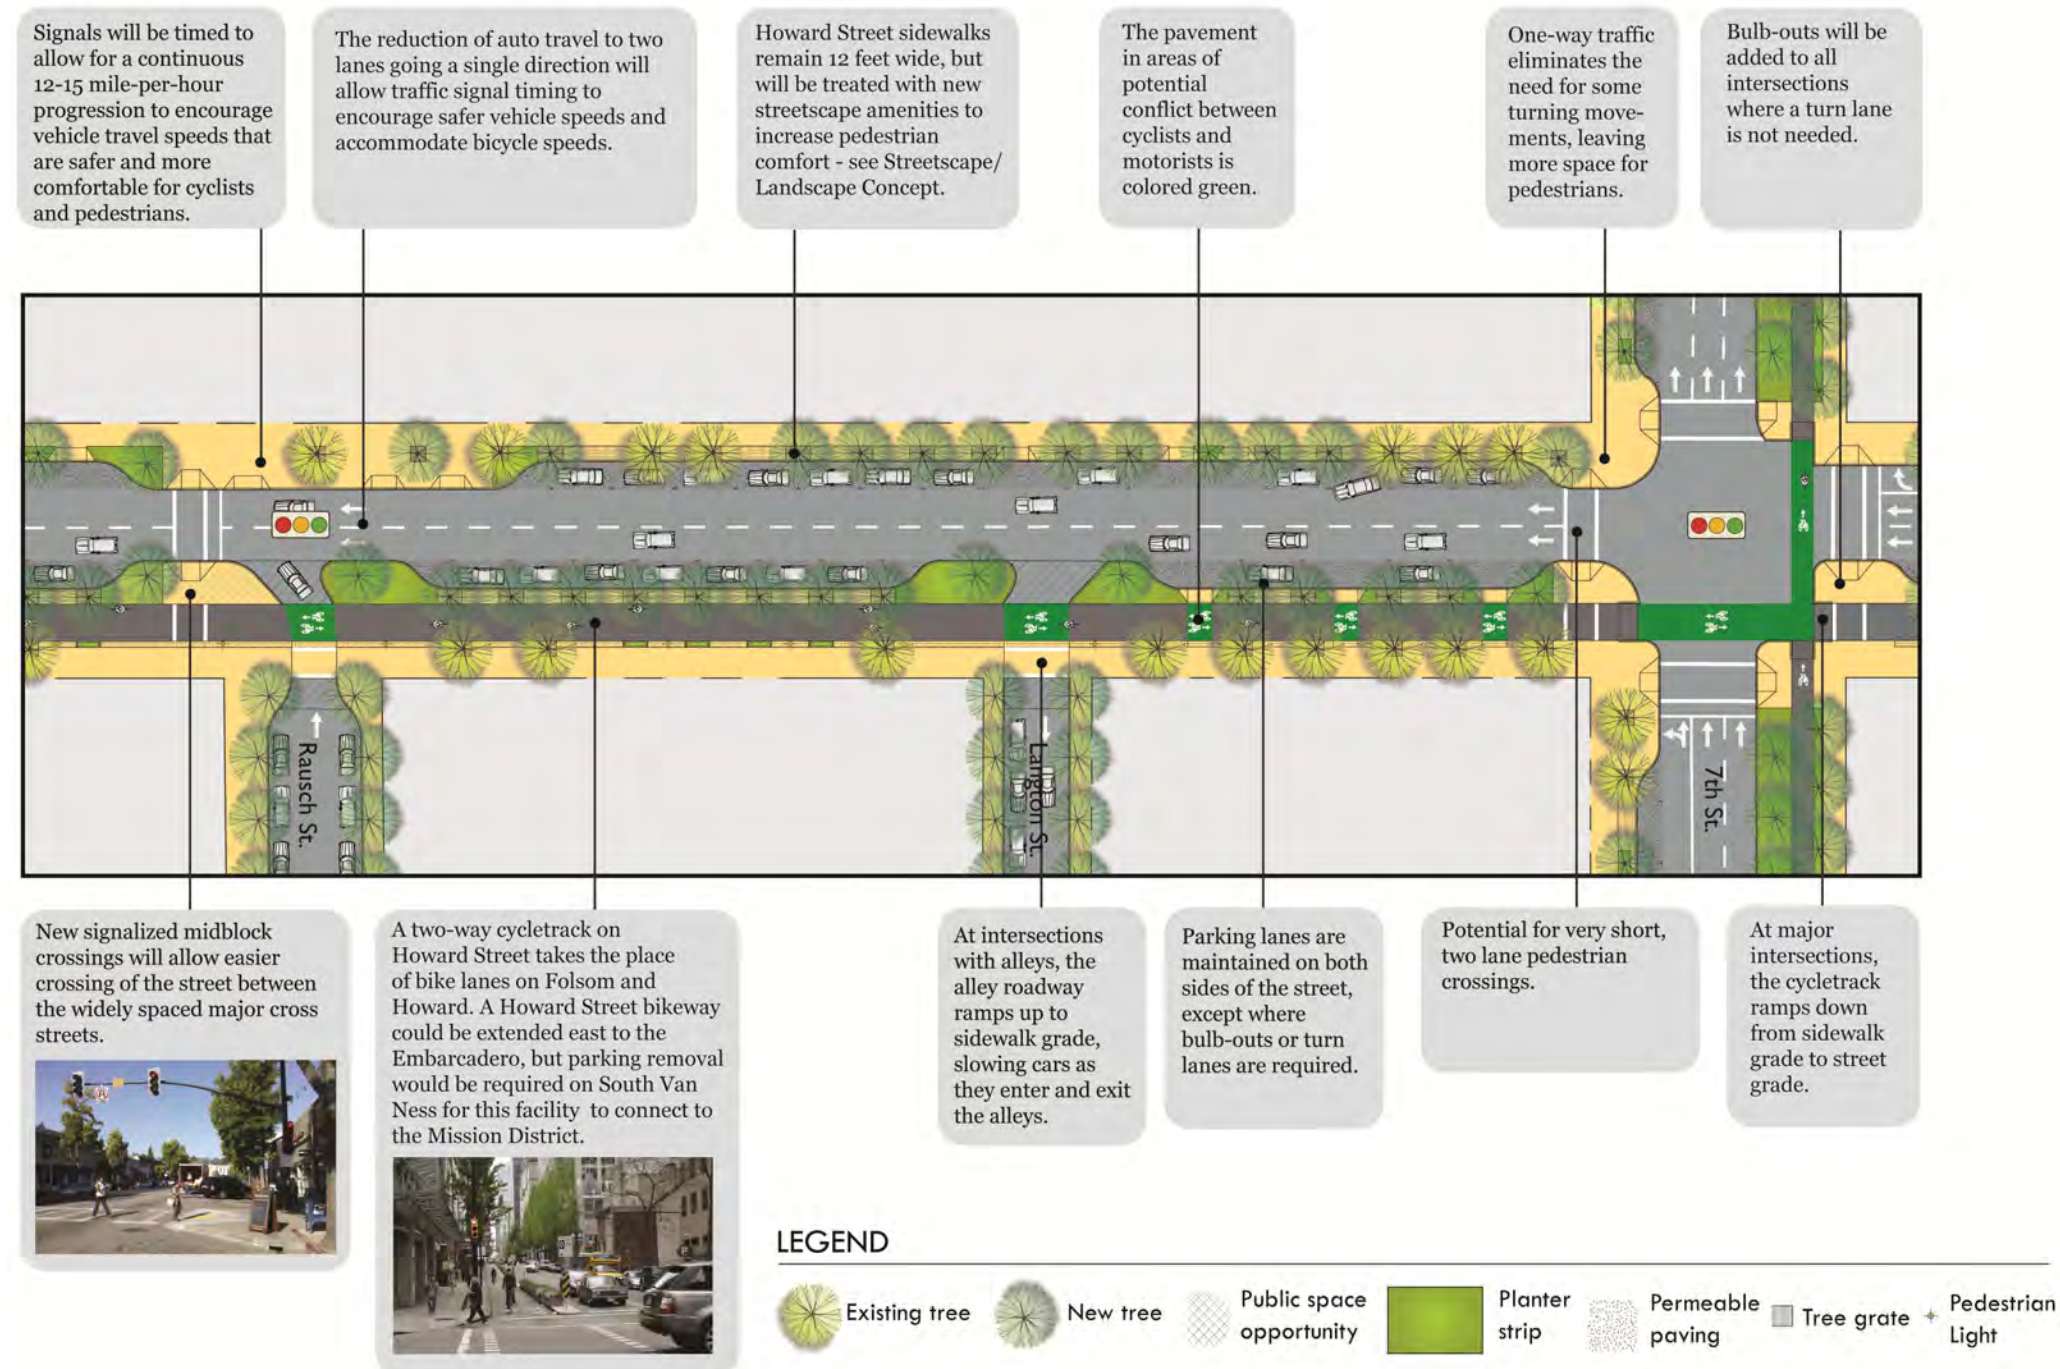 Signals will be timed to
allow for a continuous
12-15 mile-per-hour
progression to encourage
vehicle travel speeds that
are safer and more
comfortable for cyclists
and pedestrians.
The reduction of auto travel to two
lanes going a single direction will
allow traffic signal timing to
encourage safer vehicle speeds and
accommodate bicycle speeds.
Howard Street sidewalks
remain 12 feet wide, but
will be treated with new
streetscape amenities to
increase pedestrian
comfort - see Streetscape/
Landscape Concept.
The pavement
in areas of
potential
conflict between
cyclists and
motorists is
colored green.
One-way traffic
eliminates the
need for some
turning move-
ments, leaving
more space for
pedestrians.
Bulb-outs will be
added to all
intersections
where a turn lane
is not needed.
Rausch St.
Langton St.
7th St.
New signalized midblock
crossings will allow easier
crossing of the street between
the widely spaced major cross
streets.
A two-way cycletrack on
Howard Street takes the place
of bike lanes on Folsom and
Howard. A Howard Street bikeway
could be extended east to the
Embarcadero, but parking removal
would be required on South Van
Ness for this facility to connect to
the Mission District.
At intersections
with alleys, the
alley roadway
ramps up to
sidewalk grade,
slowing cars as
they enter and exit
the alleys.
Parking lanes are
maintained on both
sides of the street,
except where
bulb-outs or turn
lanes are required.
Potential for very short,
two lane pedestrian
crossings.
At major
intersections,
the cycletrack
ramps down
from sidewalk
grade to street
grade.
LEGEND
Existing tree
New tree
Public space
opportunity
Planter
strip
Permeable
paving
Tree grate
Pedestrian
Light